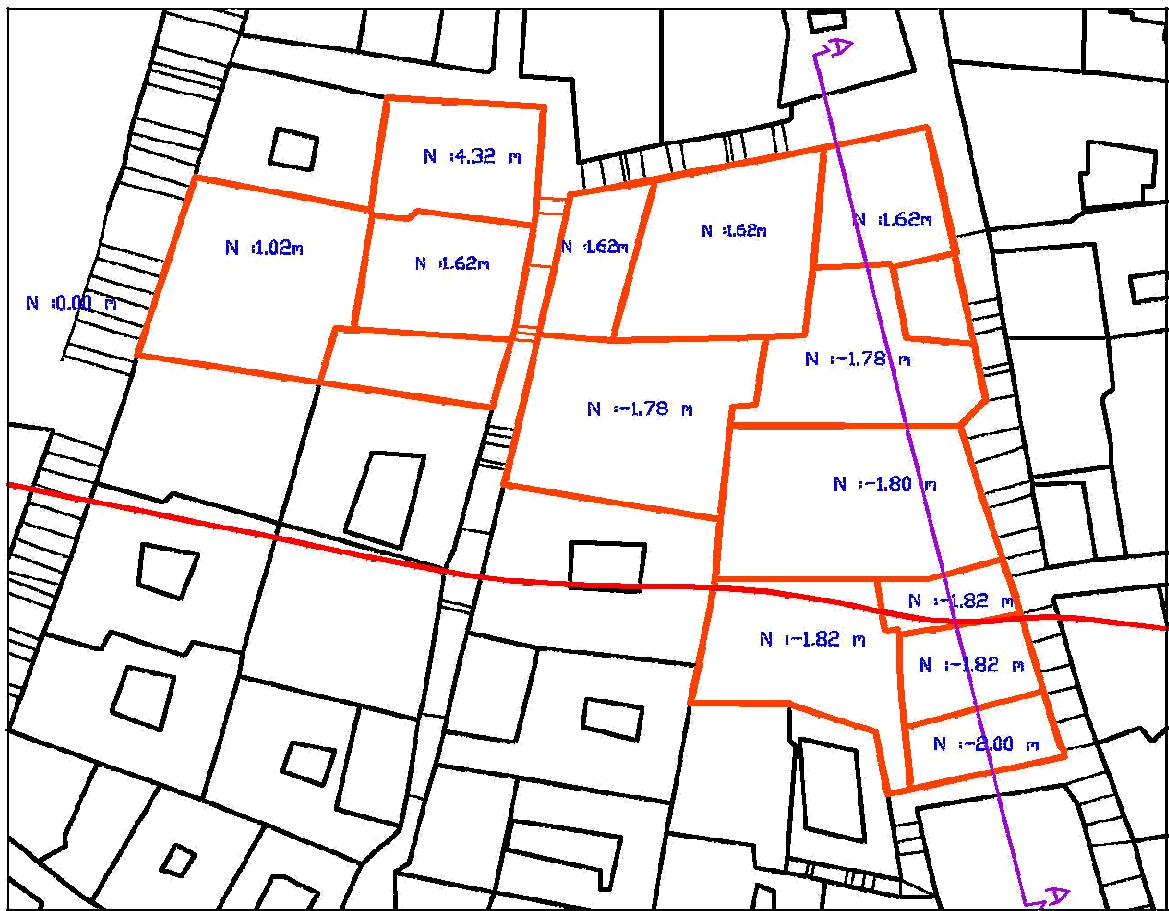 D
N :4.32 m
N :1.62m
N :1.62m
N :1.02m
N :1.62m
N :1.62m
N :0.00 m
N :-1.78 m
N :-1.78 m
N :-1.80 m
N :-1.82 m
N :-1.82 m
N :-1.82 m
N :-2.00 m
D